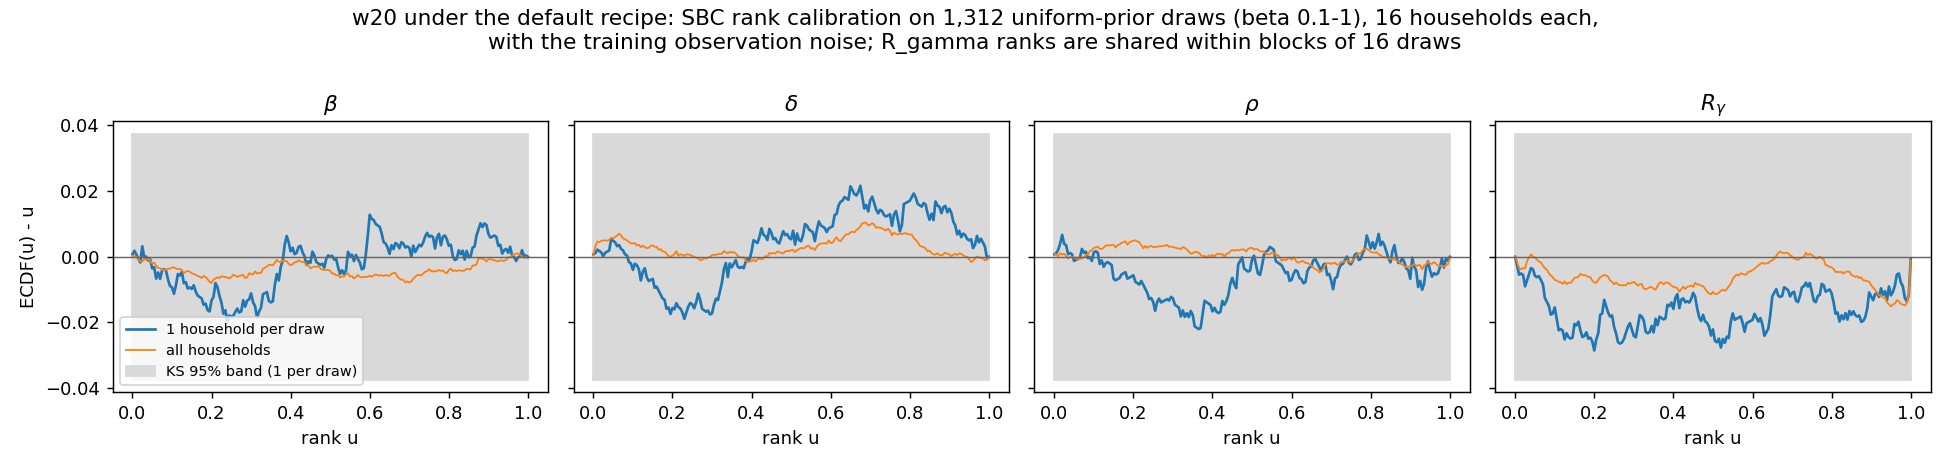 w20 under the default recipe: SBC rank calibration on 1,312 uniform-prior draws (beta 0.1-1), 16 households each,
with the training observation noise; R_gamma ranks are shared within blocks of 16 draws
β
δ
ρ
Rγ
ECDF(u) - u
0.04
0.02
0.00
−0.02
−0.04
1 household per draw
all households
KS 95% band (1 per draw)
0.0 0.2 0.4 0.6 0.8 1.0
0.0 0.2 0.4 0.6 0.8 1.0
0.0 0.2 0.4 0.6 0.8 1.0
0.0 0.2 0.4 0.6 0.8 1.0
rank u
rank u
rank u
rank u